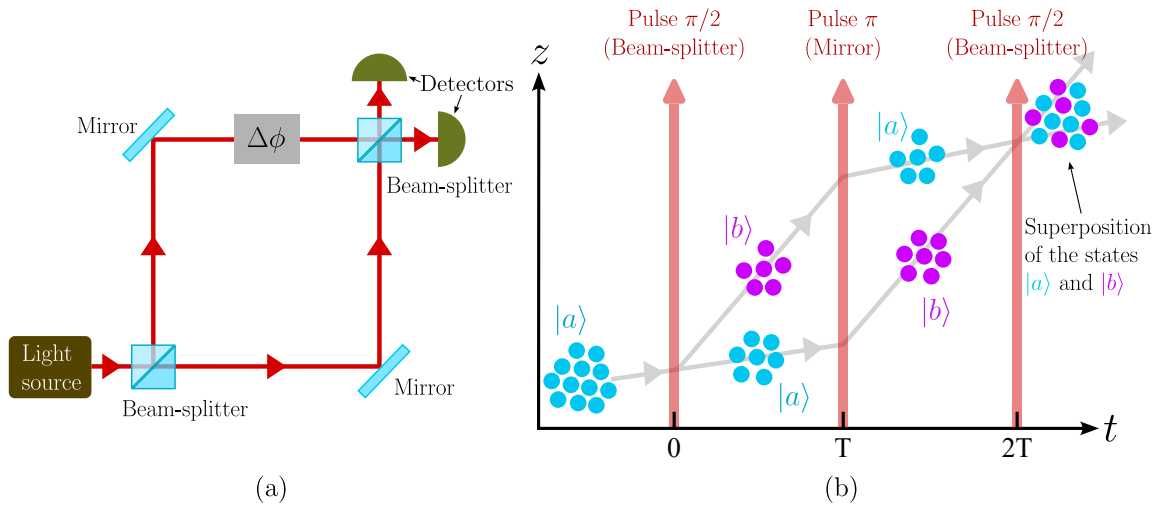 Detectors
Mirror
Δϕ
Beam-splitter
Light
source
Beam-splitter
Mirror
(a)
Pulse π/2
(Beam-splitter)
Pulse π
(Mirror)
Pulse π/2
(Beam-splitter)
z
|a⟩
|b⟩
|a⟩
|a⟩
|b⟩
Superposition
of the states
|a⟩ and |b⟩
0
T
2T
t
(b)